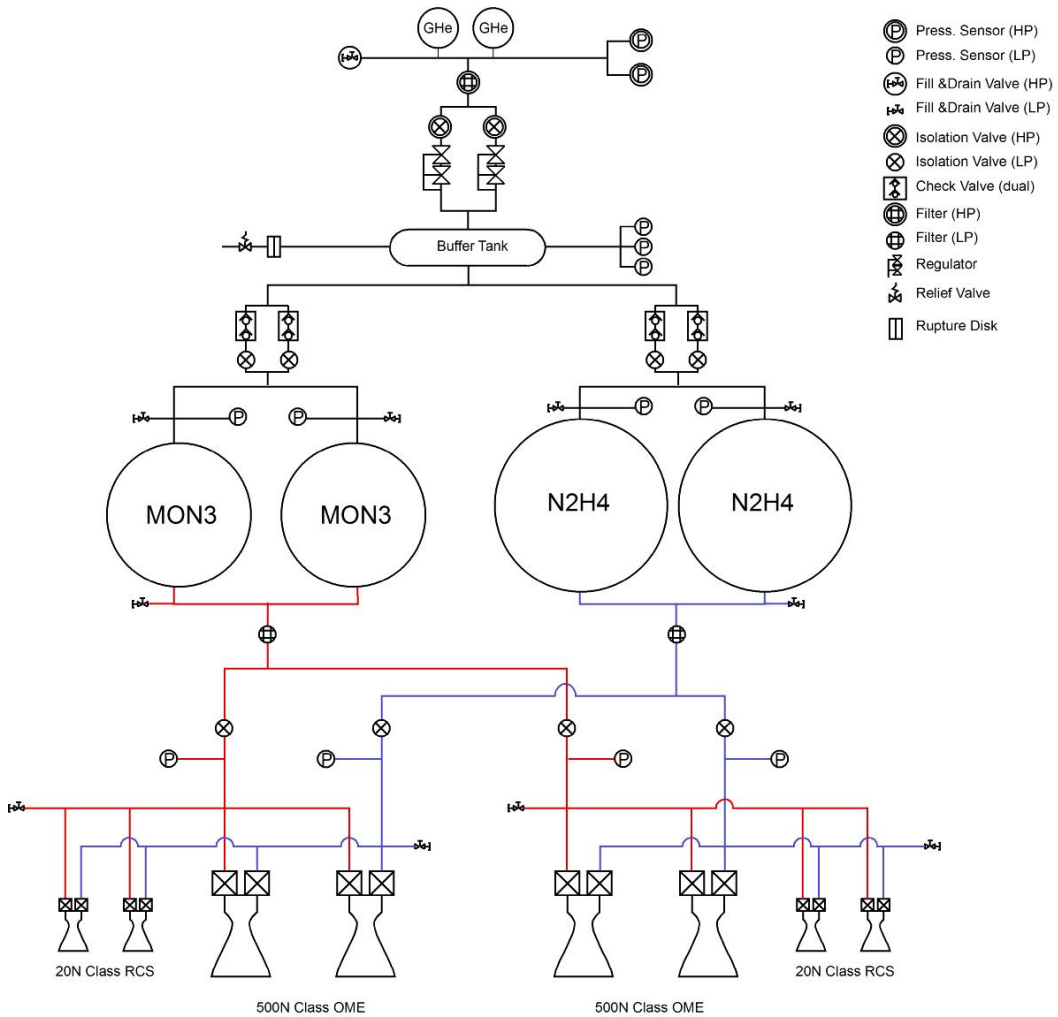 GHe GHe
P
P
Press. Sensor (HP)
Press. Sensor (LP)
Fill &Drain Valve (HP)
Fill &Drain Valve (LP)
Isolation Valve (HP)
Isolation Valve (LP)
Check Valve (dual)
Filter (HP)
Filter (LP)
Regulator
Relief Valve
Rupture Disk
P
P
Buffer Tank
P
P
P
P P P P
MON3 MON3 N2H4 N2H4
P P P P
20N Class RCS 20N Class RCS
500N Class OME 500N Class OME